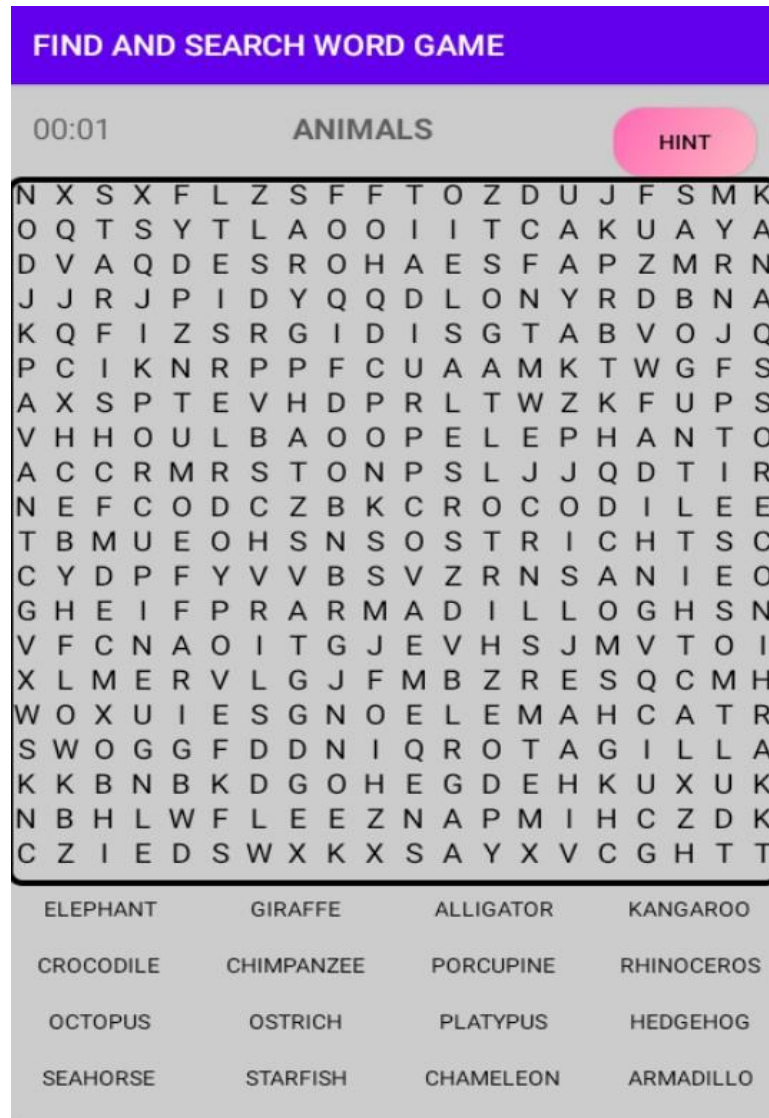 FIND AND SEARCH WORD GAME
00:01 ANIMALS HINT
N X S X F L Z S F F T O Z D U J F S M K
O Q T S Y T L A O O I I T C A K U A Y A
D V A Q D E S R O H A E S F A P Z M R N
J J R J P I D Y Q Q D L O N Y R D B N A
K Q F I Z S R G I D I S G T A B V O J Q
P C I K N R P P F C U A A M K T W G F S
A X S P T E V H D P R L T W Z K F U P S
V H H O U L B A O O P E L E P H A N T O
A C C R M R S T O N P S L J J Q D T I R
N E F C O D C Z B K C R O C O D I L E E
T B M U E O H S N S O S T R I C H T S C
C Y D P F Y V V B S V Z R N S A N I E O
G H E I F P R A R M A D I L L O G H S N
V F C N A O I T G J E V H S J M V T O I
X L M E R V L G J F M B Z R E S Q C M H
W O X U I E S G N O E L E M A H C A T R
S W O G G F D D N I Q R O T A G I L L A
K K B N B K D G O H E G D E H K U X U K
N B H L W F L E E Z N A P M I H C Z D K
C Z I E D S W X K X S A Y X V C G H T T
ELEPHANT GIRAFFE ALLIGATOR KANGAROO
CROCODILE CHIMPANZEE PORCUPINE RHINOCEROS
OCTOPUS OSTRICH PLATYPUS HEDGEHOG
SEAHORSE STARFISH CHAMELEON ARMADILLO